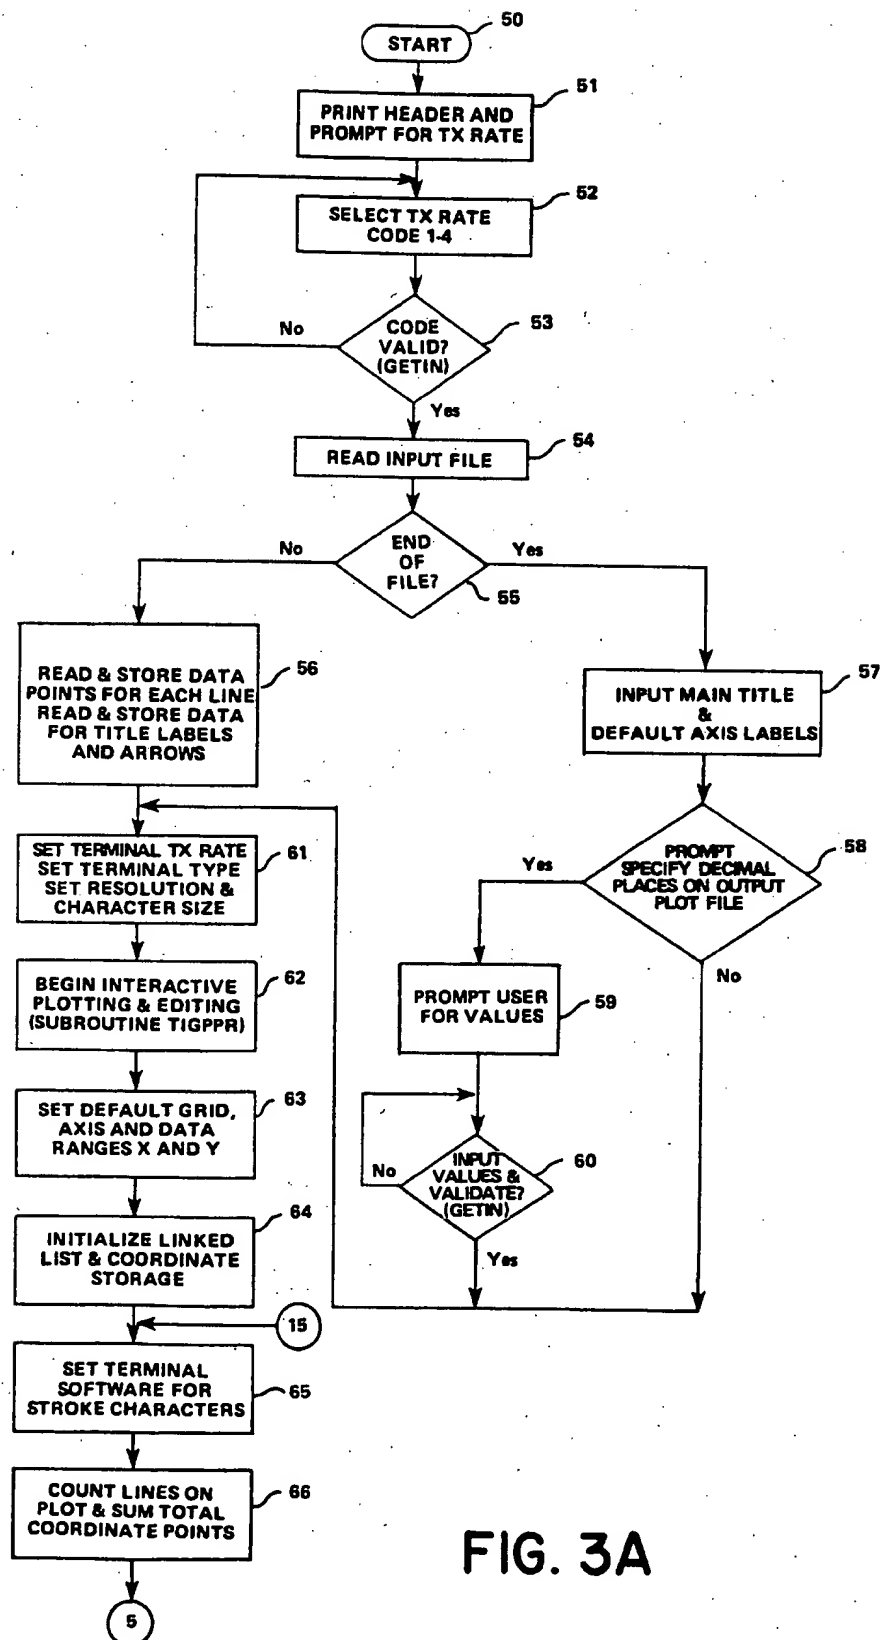 50
START
51
PRINT HEADER AND
PROMPT FOR TX RATE
52
SELECT TX RATE
CODE 1-4
No
53
CODE
VALID?
(GETIN)
Yes
54
READ INPUT FILE
No
END
OF
FILE?
Yes
55
56
READ & STORE DATA
POINTS FOR EACH LINE
READ & STORE DATA
FOR TITLE LABELS
AND ARROWS
57
INPUT MAIN TITLE
&
DEFAULT AXIS LABELS
58
PROMPT
SPECIFY DECIMAL
PLACES ON OUTPUT
PLOT FILE
Yes
No
61
SET TERMINAL TX RATE
SET TERMINAL TYPE
SET RESOLUTION &
CHARACTER SIZE
62
BEGIN INTERACTIVE
PLOTTING & EDITING
(SUBROUTINE TIGPPR)
59
PROMPT USER
FOR VALUES
63
SET DEFAULT GRID,
AXIS AND DATA
RANGES X AND Y
60
No
INPUT
VALUES &
VALIDATE?
(GETIN)
Yes
64
INITIALIZE LINKED
LIST & COORDINATE
STORAGE
15
65
SET TERMINAL
SOFTWARE FOR
STROKE CHARACTERS
66
COUNT LINES ON
PLOT & SUM TOTAL
COORDINATE POINTS
5
FIG. 3A